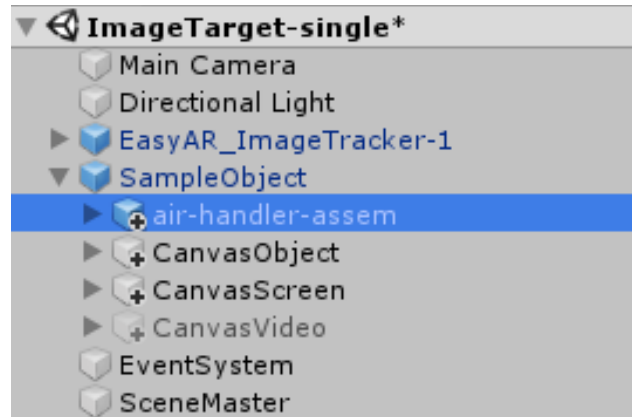 ImageTarget-single*
Main Camera
Directional Light
EasyAR_ImageTracker-1
SampleObject
air-handler-assem
CanvasObject
CanvasScreen
CanvasVideo
EventSystem
SceneMaster